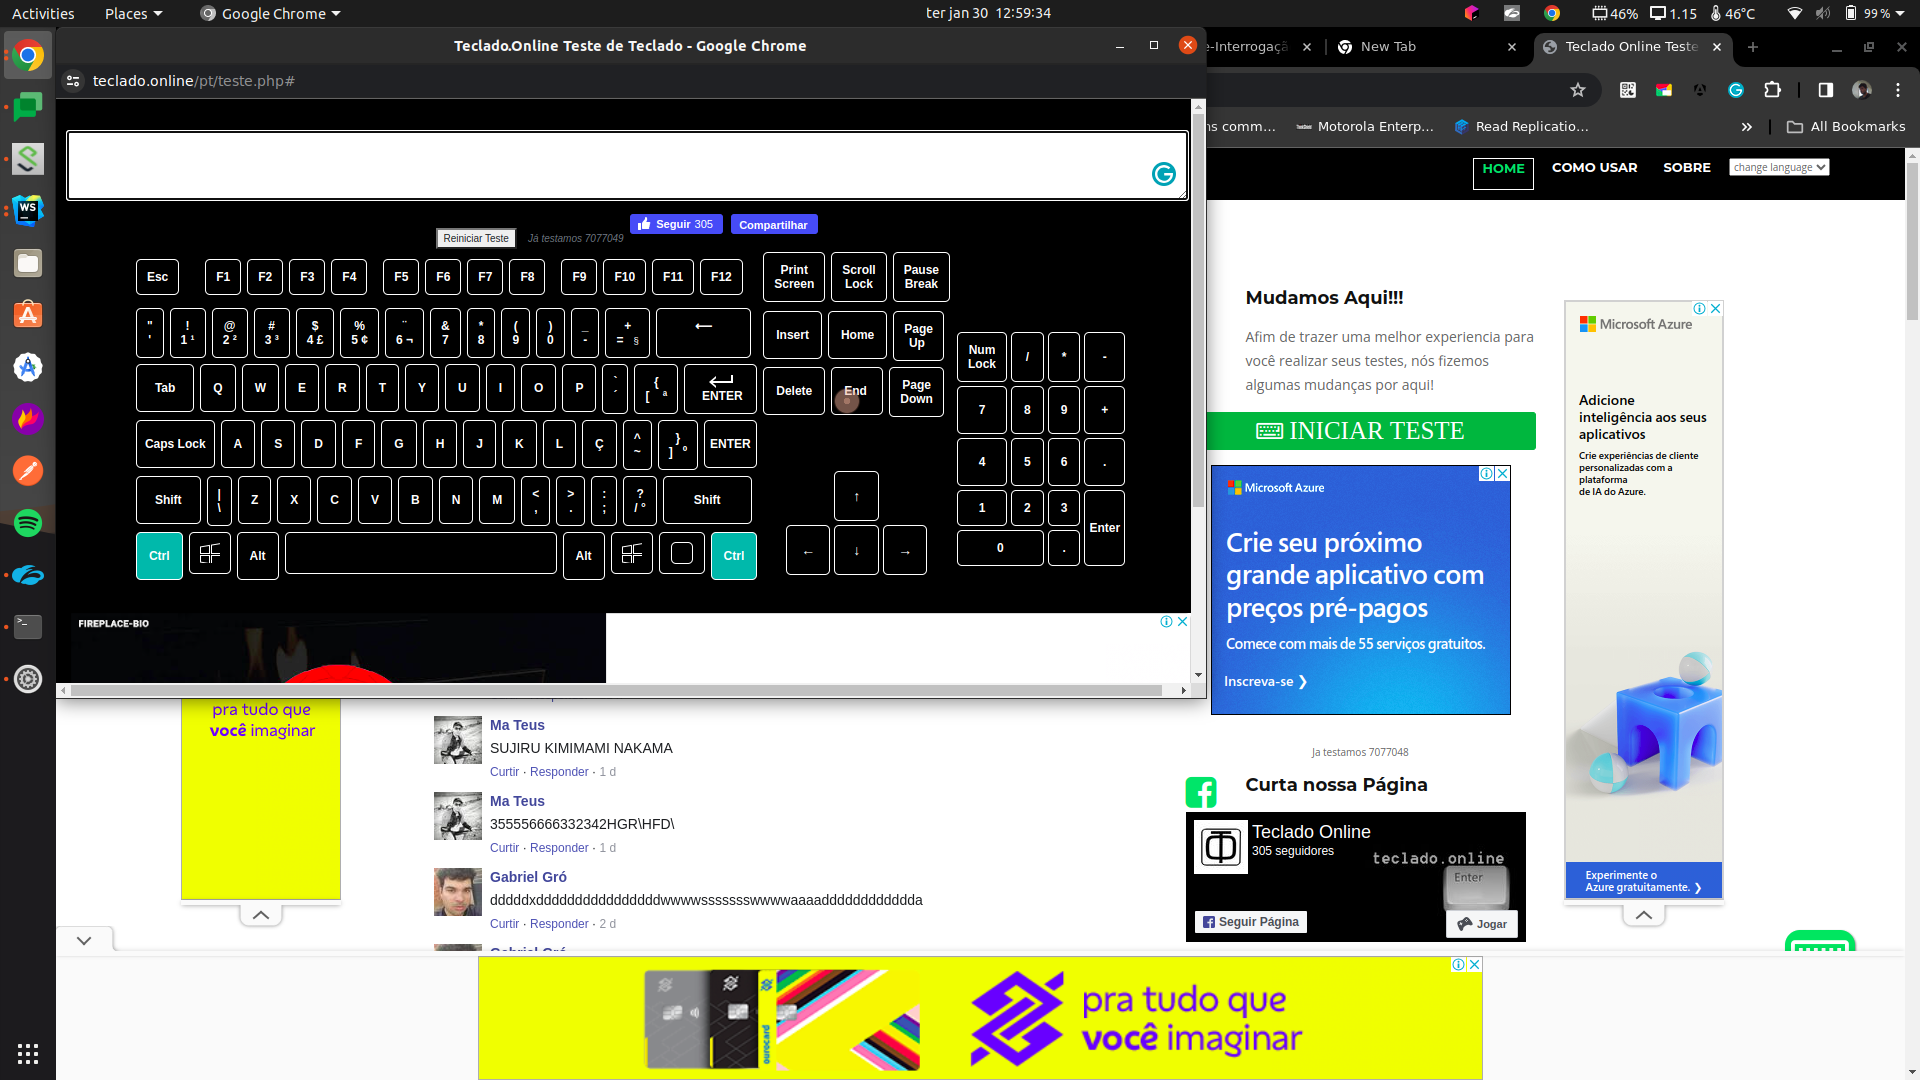 Activities Places Google Chrome ter jan 30 12:59:34 46% 1.15 46°C 99 %
Teclado.Online Teste de Teclado - Google Chrome
teclado.online/pt/teste.php#
e-Interrogaçã
New Tab
Teclado Online Teste
ns comm… Motorola Enterp… Read Replicatio… » All Bookmarks
HOME COMO USAR SOBRE change language
Seguir 305 Compartilhar
Reiniciar Teste Já testamos 7077049
Esc F1 F2 F3 F4 F5 F6 F7 F8 F9 F10 F11 F12 Print Screen Scroll Lock Pause Break
" ' ! 1 ¹ @ 2 ² # 3 ³ $ 4 £ % 5 ¢ ¨ 6 ¬ & 7 * 8 ( 9 ) 0 _ - + = § ← Insert Home Page Up
Num Lock / * -
Tab Q W E R T Y U I O P ` ´ { [ ª ENTER Delete End Page Down
7 8 9 +
Caps Lock A S D F G H J K L Ç ^ ~ } ] º ENTER
4 5 6 .
Shift | \ Z X C V B N M < , > . : ; ? / ° Shift ↑
1 2 3 Enter
Ctrl Alt Alt Ctrl ← ↓ →
0 .
FIREPLACE-BIO
Mudamos Aqui!!!
Afim de trazer uma melhor experiencia para
você realizar seus testes, nós fizemos
algumas mudanças por aqui!
INICIAR TESTE
Microsoft Azure
Crie seu próximo
grande aplicativo com
preços pré-pagos
Comece com mais de 55 serviços gratuitos.
Inscreva-se ❯
Ja testamos 7077048
Curta nossa Página
Teclado Online
305 seguidores
teclado.online
Enter
Seguir Página
Jogar
Microsoft Azure
Adicione
inteligência aos seus
aplicativos
Crie experiências de cliente
personalizadas com a
plataforma
de IA do Azure.
Experimente o
Azure gratuitamente. ❯
pra tudo que
você imaginar
Ma Teus
SUJIRU KIMIMAMI NAKAMA
Curtir · Responder · 1 d
Ma Teus
355556666332342HGR\HFD\
Curtir · Responder · 1 d
Gabriel Gró
dddddxddddddddddddddddwwwwsssssssswwwwaaaadddddddddddda
Curtir · Responder · 2 d
Gabriel Gró
ourocard
pra tudo que
você imaginar